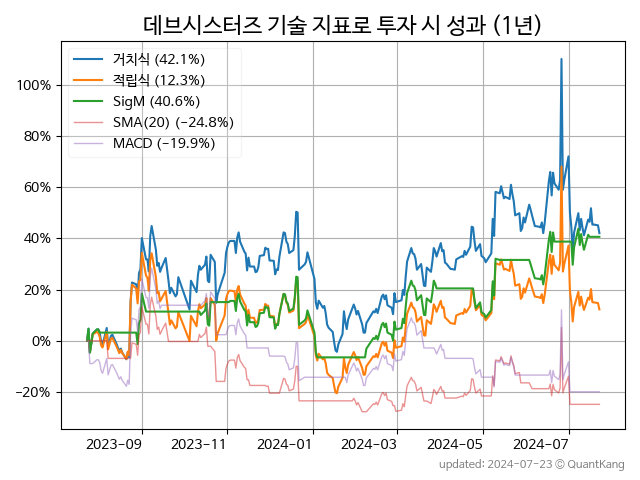 데브시스터즈 기술 지표로 투자 시 성과 (1년)
거치식 (42.1%)
적립식 (12.3%)
SigM (40.6%)
SMA(20) (−24.8%)
MACD (−19.9%)
100%
80%
60%
40%
20%
0%
−20%
2023−09
2023−11
2024−01
2024−03
2024−05
2024−07
updated: 2024-07-23 © QuantKang